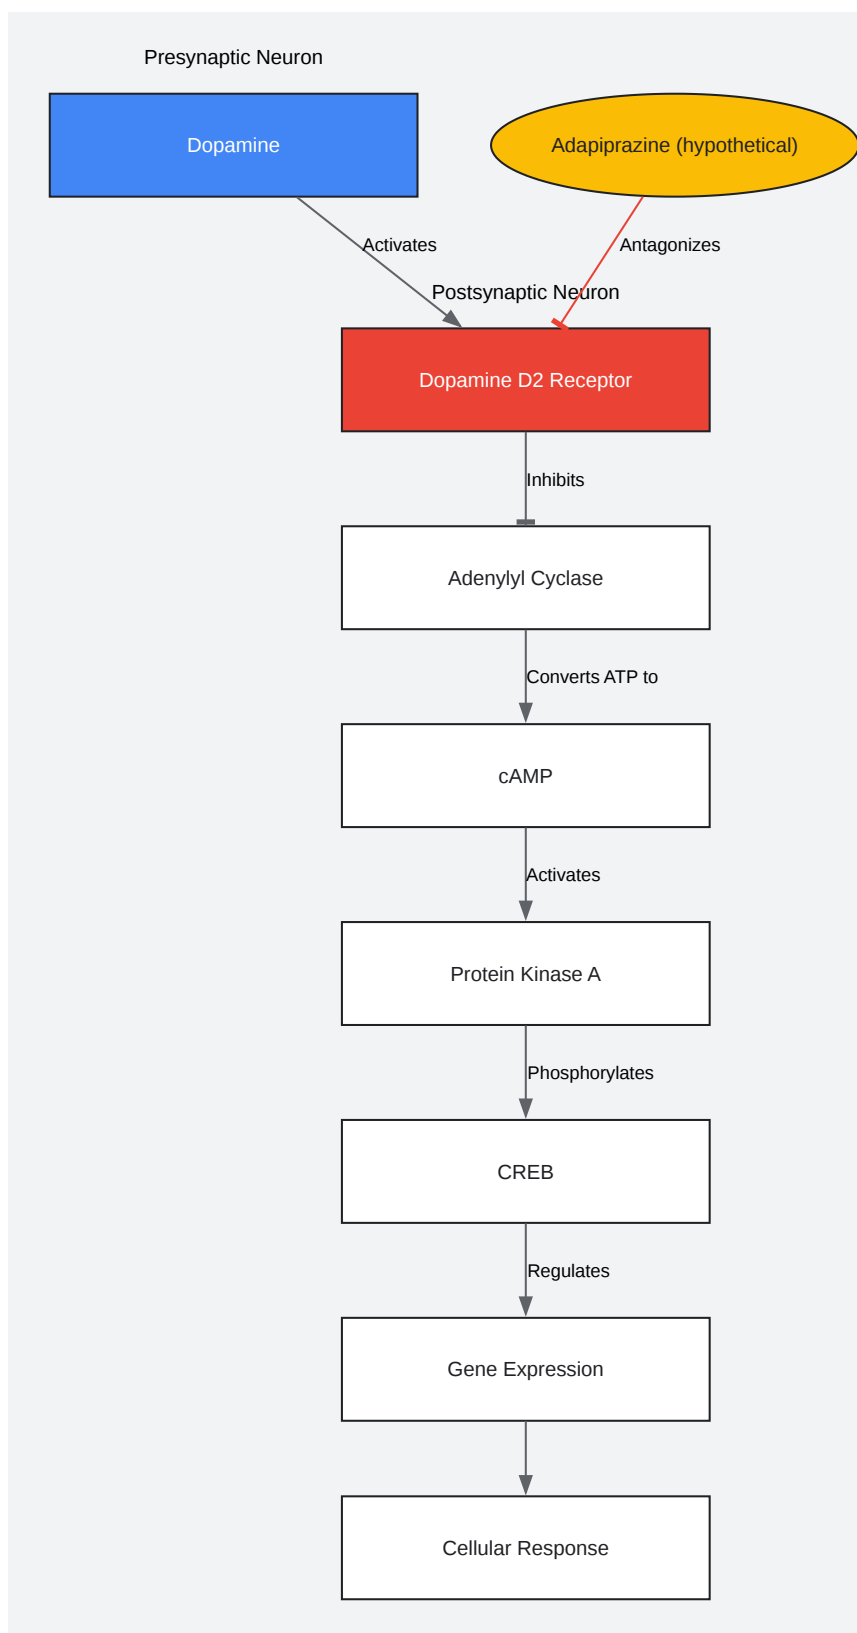 Presynaptic Neuron
Dopamine
Adapiprazine (hypothetical)
Activates
Antagonizes
Postsynaptic Neuron
Dopamine D2 Receptor
Inhibits
Adenylyl Cyclase
Converts ATP to
cAMP
Activates
Protein Kinase A
Phosphorylates
CREB
Regulates
Gene Expression
Cellular Response